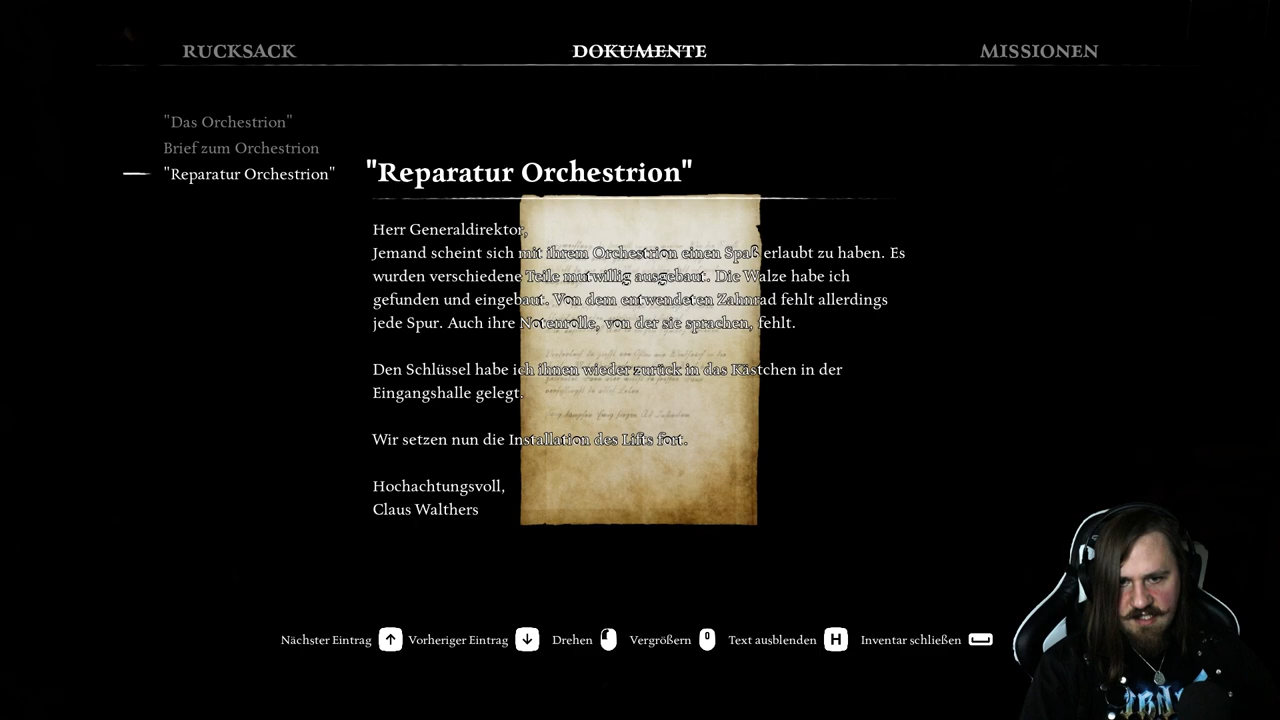 RUCKSACK
DOKUMENTE
MISSIONEN
"Das Orchestrion"
Brief zum Orchestrion
"Reparatur Orchestrion"
"Reparatur Orchestrion"
Herr Generaldirektor,
Jemand scheint sich mit ihrem Orchestrion einen Spaß erlaubt zu haben. Es
wurden verschiedene Teile mutwillig ausgebaut. Die Walze habe ich
gefunden und eingebaut. Von dem entwendeten Zahnrad fehlt allerdings
jede Spur. Auch ihre Notenrolle, von der sie sprachen, fehlt.
Den Schlüssel habe ich ihnen wieder zurück in das Kästchen in der
Eingangshalle gelegt.
Wir setzen nun die Installation des Lifts fort.
Hochachtungsvoll,
Claus Walthers
Nächster Eintrag ↑ Vorheriger Eintrag ↓ Drehen Vergrößern 0 Text ausblenden H Inventar schließen